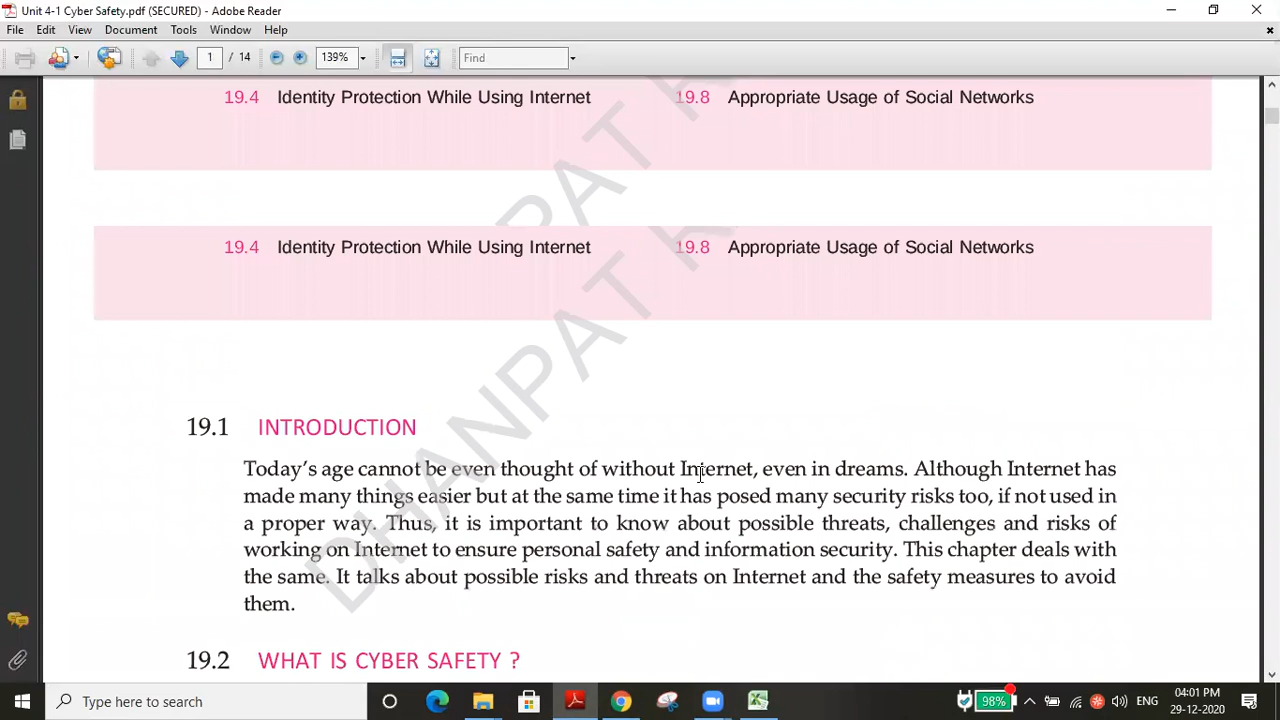 Unit 4-1 Cyber Safety.pdf (SECURED) - Adobe Reader
File Edit View Document Tools Window Help
1 / 14 139% Find
19.4 Identity Protection While Using Internet 19.8 Appropriate Usage of Social Networks
19.4 Identity Protection While Using Internet 19.8 Appropriate Usage of Social Networks
DHANPAT R
19.1 INTRODUCTION
Today's age cannot be even thought of without Internet, even in dreams. Although Internet has
made many things easier but at the same time it has posed many security risks too, if not used in
a proper way. Thus, it is important to know about possible threats, challenges and risks of
working on Internet to ensure personal safety and information security. This chapter deals with
the same. It talks about possible risks and threats on Internet and the safety measures to avoid
them.
19.2 WHAT IS CYBER SAFETY ?
Type here to search 98% ENG 04:01 PM
29-12-2020